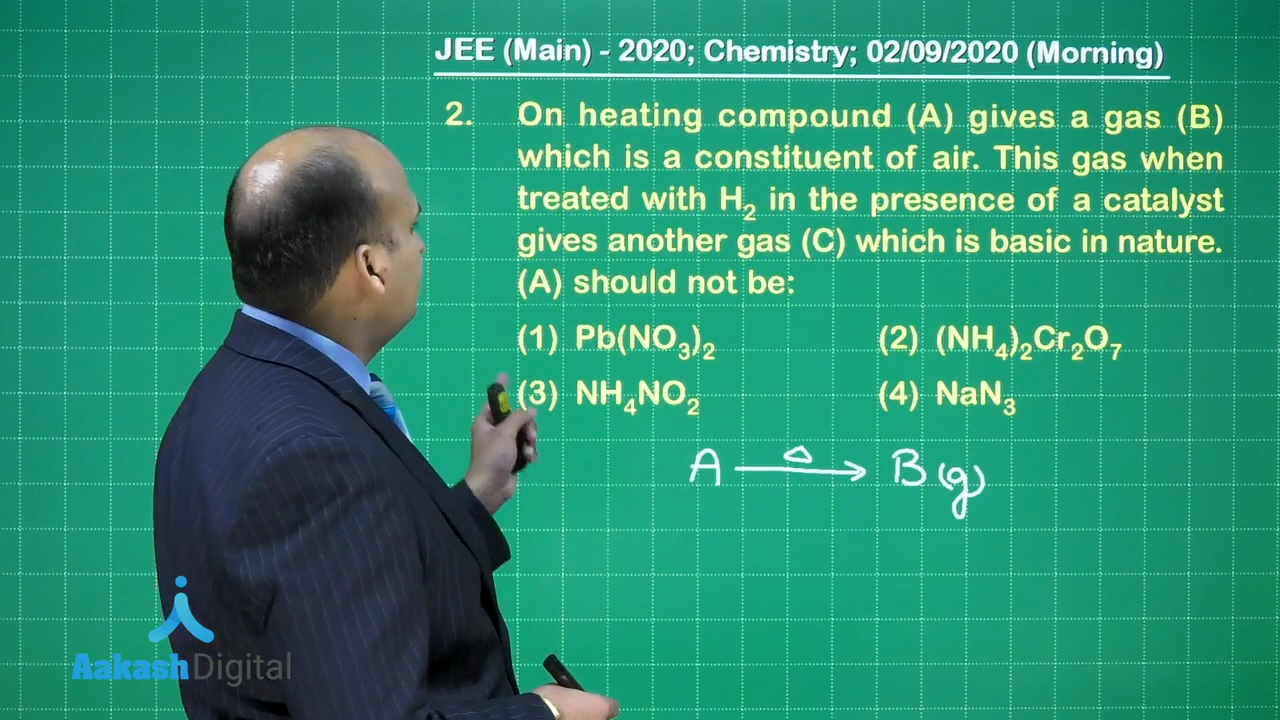 JEE (Main) - 2020; Chemistry; 02/09/2020 (Morning)
2. On heating compound (A) gives a gas (B)
which is a constituent of air. This gas when
treated with H₂ in the presence of a catalyst
gives another gas (C) which is basic in nature.
(A) should not be:
(1) Pb(NO₃)₂ (2) (NH₄)₂Cr₂O₇
(3) NH₄NO₂ (4) NaN₃
A —Δ→ B(g)
AakashDigital